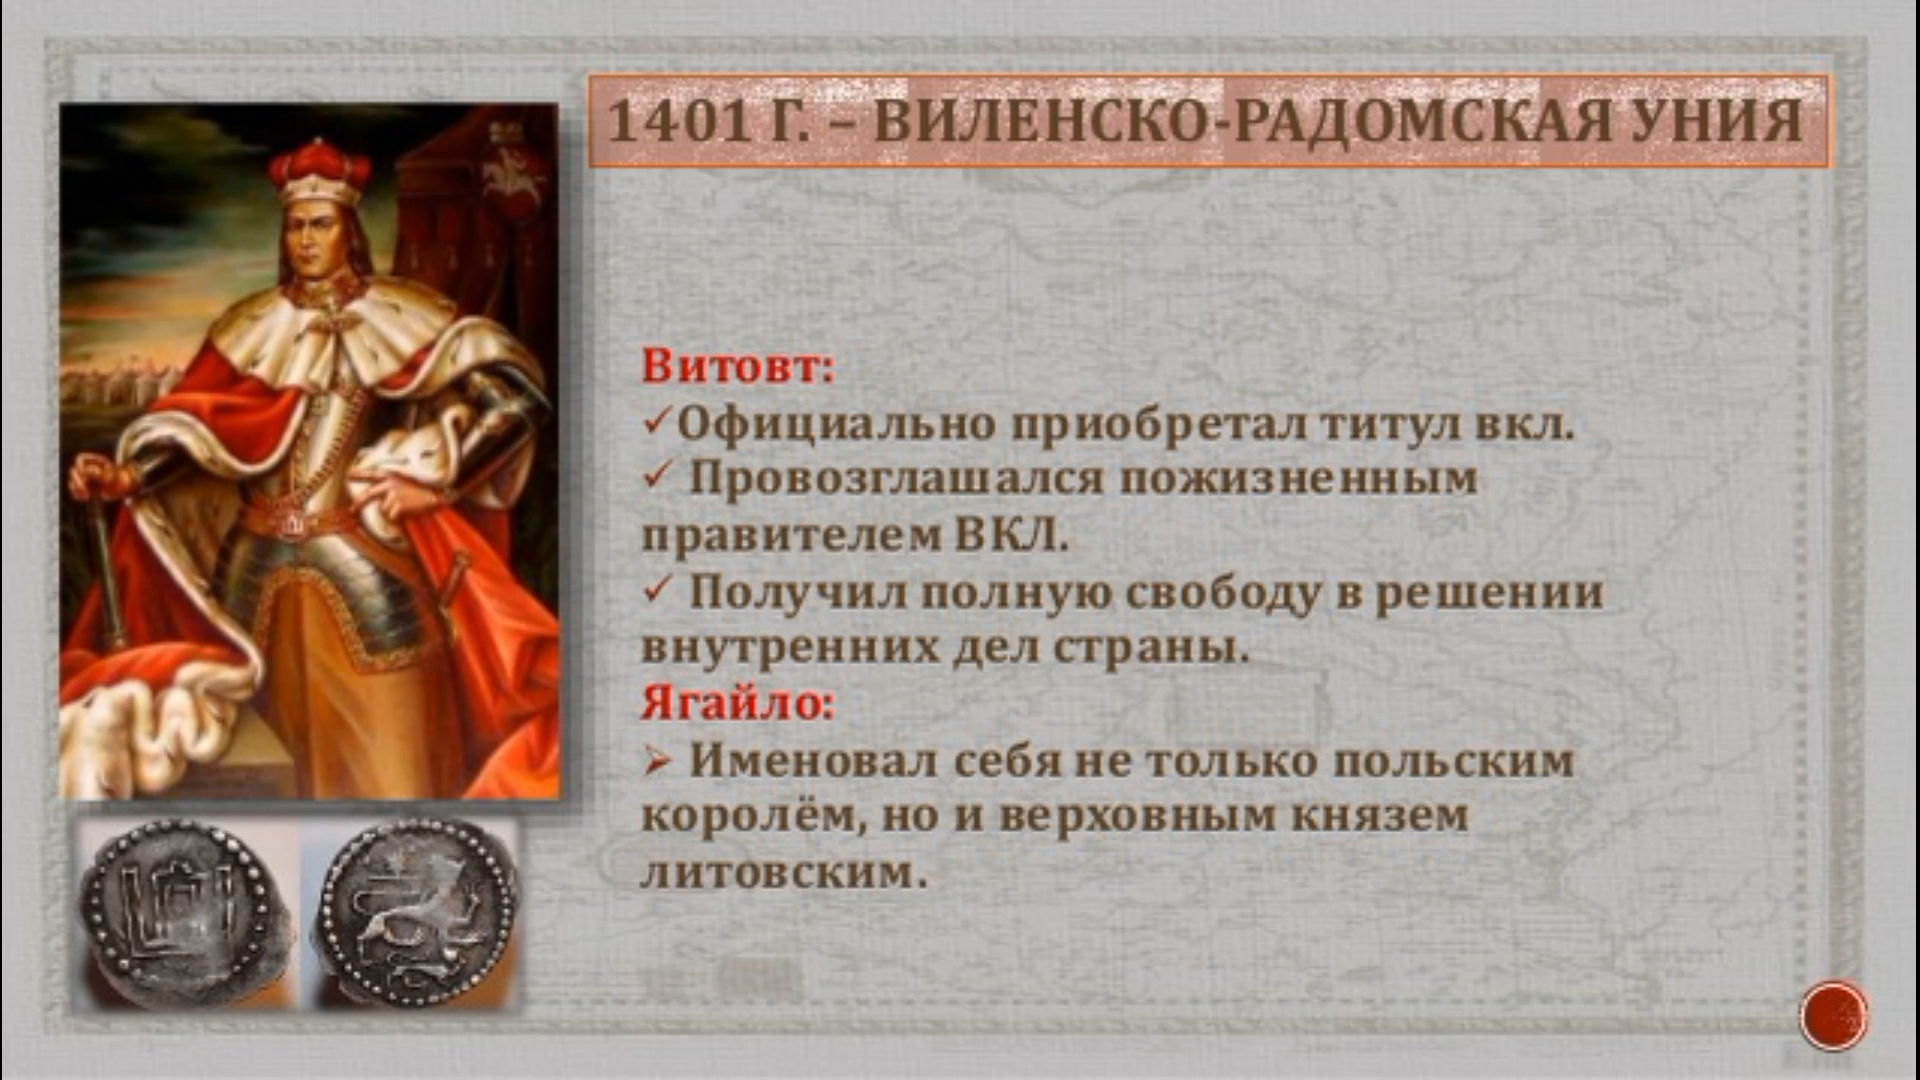 1401 Г. – ВИЛЕНСКО-РАДОМСКАЯ УНИЯ
Витовт:
✓Официально приобретал титул вкл.
✓ Провозглашался пожизненным
правителем ВКЛ.
✓ Получил полную свободу в решении
внутренних дел страны.
Ягайло:
➢ Именовал себя не только польским
королём, но и верховным князем
литовским.